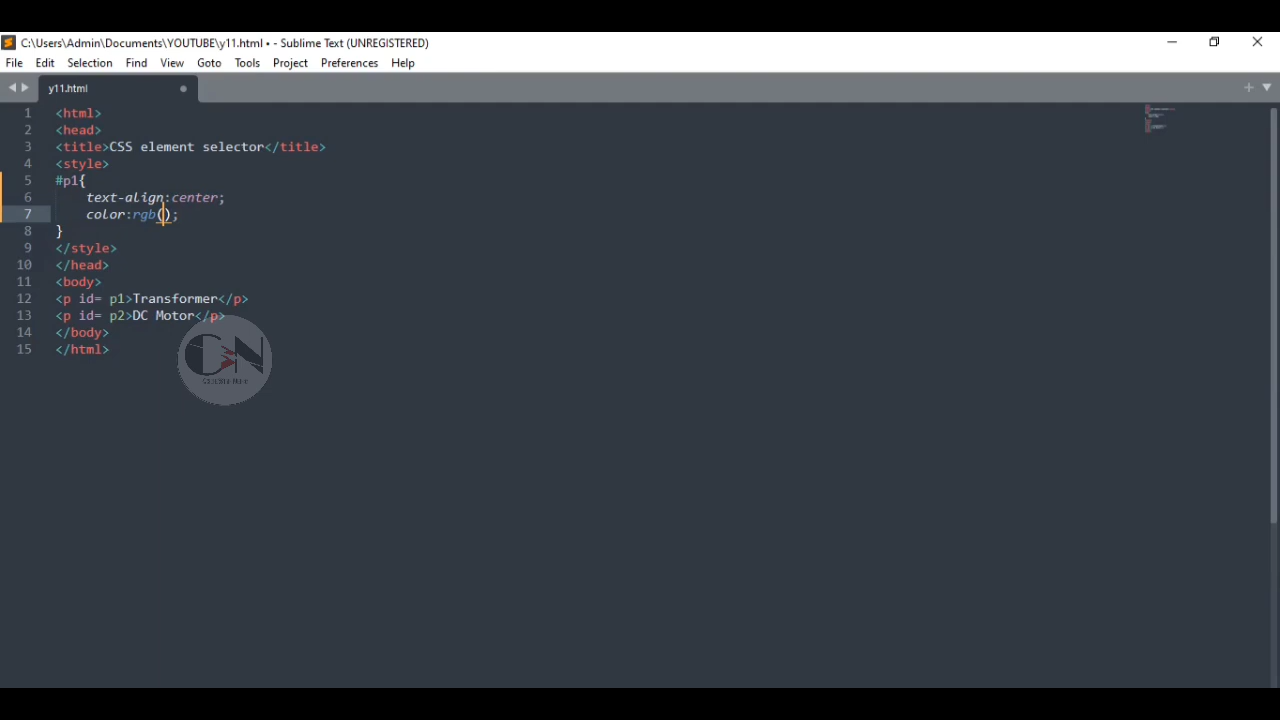 C:\Users\Admin\Documents\YOUTUBE\y11.html • - Sublime Text (UNREGISTERED)
File Edit Selection Find View Goto Tools Project Preferences Help
y11.html
1 <html>
2 <head>
3 <title>CSS element selector</title>
4 <style>
5 #p1{
6 text-align:center;
7 color:rgb();
8 }
9 </style>
10 </head>
11 <body>
12 <p id= p1>Transformer</p>
13 <p id= p2>DC Motor</p>
14 </body>
15 </html>